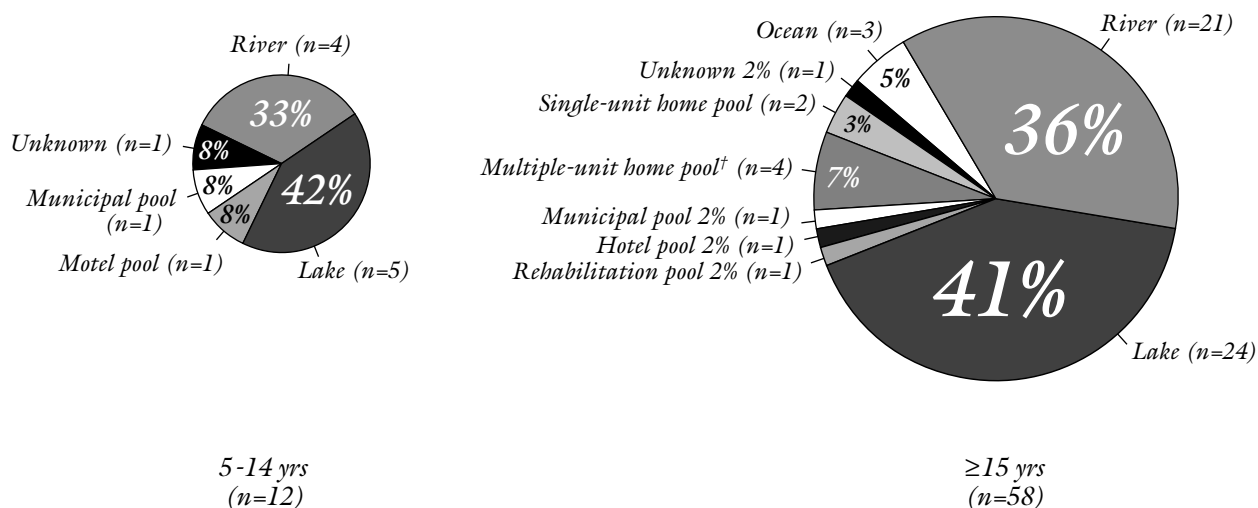 River (n=4)
33%
Unknown (n=1)
8%
Municipal pool
(n=1)
8%
Motel pool (n=1)
8%
42%
Lake (n=5)
5-14 yrs
(n=12)
Ocean (n=3)
5%
River (n=21)
36%
Unknown 2% (n=1)
Single-unit home pool (n=2)
3%
Multiple-unit home pool† (n=4)
7%
Municipal pool 2% (n=1)
Hotel pool 2% (n=1)
Rehabilitation pool 2% (n=1)
41%
Lake (n=24)
≥15 yrs
(n=58)